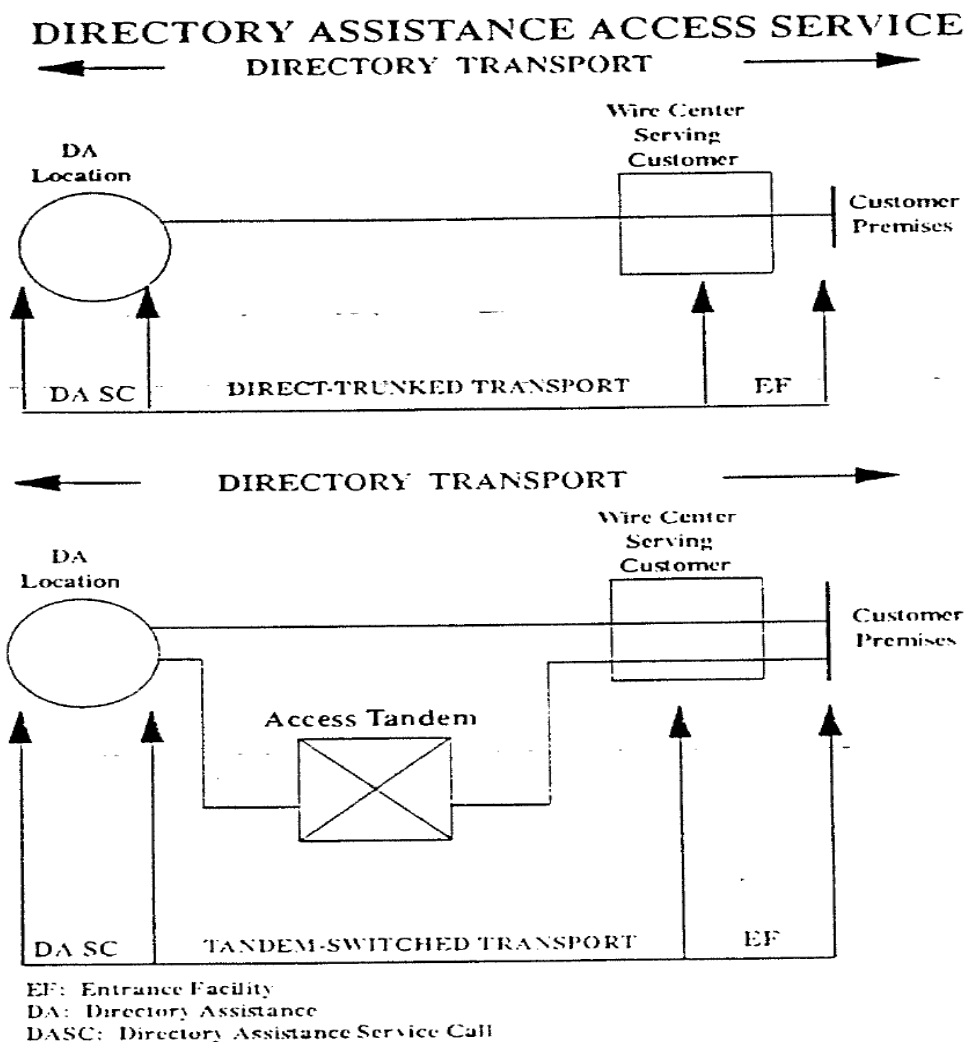 DIRECTORY ASSISTANCE ACCESS SERVICE
DIRECTORY TRANSPORT
Wire Center
Serving
Customer
DA
Location
Customer
Premises
DA SC
DIRECT-TRUNKED TRANSPORT
EF
DIRECTORY TRANSPORT
Wire Center
Serving
Customer
DA
Location
Customer
Premises
Access Tandem
DA SC
TANDEM-SWITCHED TRANSPORT
EF
EF: Entrance Facility
DA: Directory Assistance
DASC: Directory Assistance Service Call